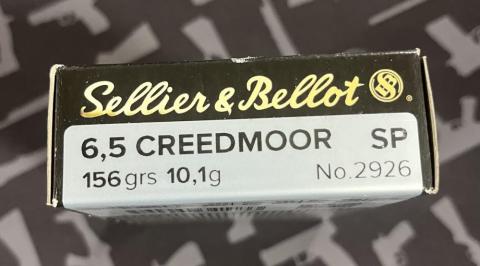 Sellier & Bellot
6,5 CREEDMOOR SP
156 grs 10,1g No.2926